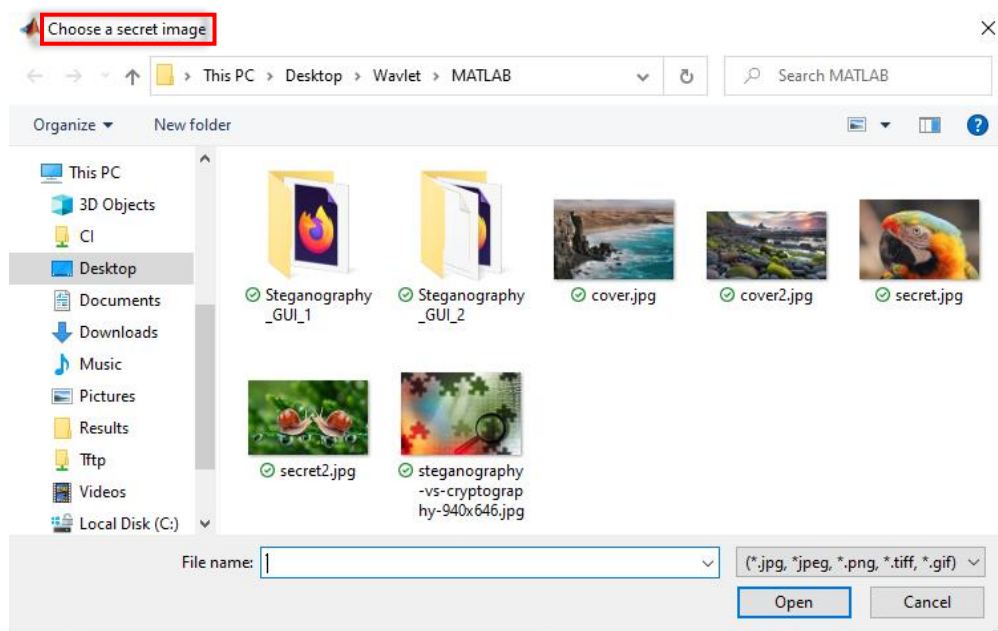 Choose a secret image
This PC > Desktop > Wavlet > MATLAB
Search MATLAB
Organize
New folder
This PC
3D Objects
CI
Desktop
Documents
Downloads
Music
Pictures
Results
Tftp
Videos
Local Disk (C:)
Steganography
_GUI_1
Steganography
_GUI_2
cover.jpg
cover2.jpg
secret.jpg
secret2.jpg
steganography
-vs-cryptograp
hy-940x646.jpg
File name:
(*.jpg, *jpeg, *.png, *.tiff, *.gif)
Open
Cancel